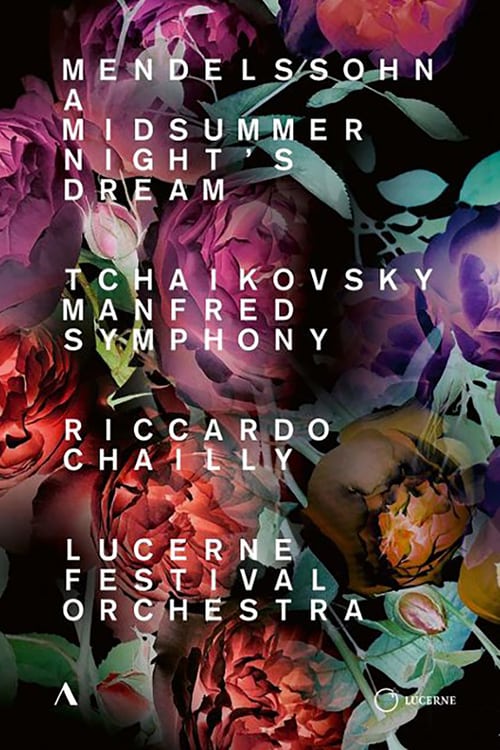 MENDELSSOHN
A
MIDSUMMER
NIGHT'S
DREAM
TCHAIKOVSKY
MANFRED
SYMPHONY
RICCARDO
CHAILLY
LUCERNE
FESTIVAL
ORCHESTRA
LUCERNE